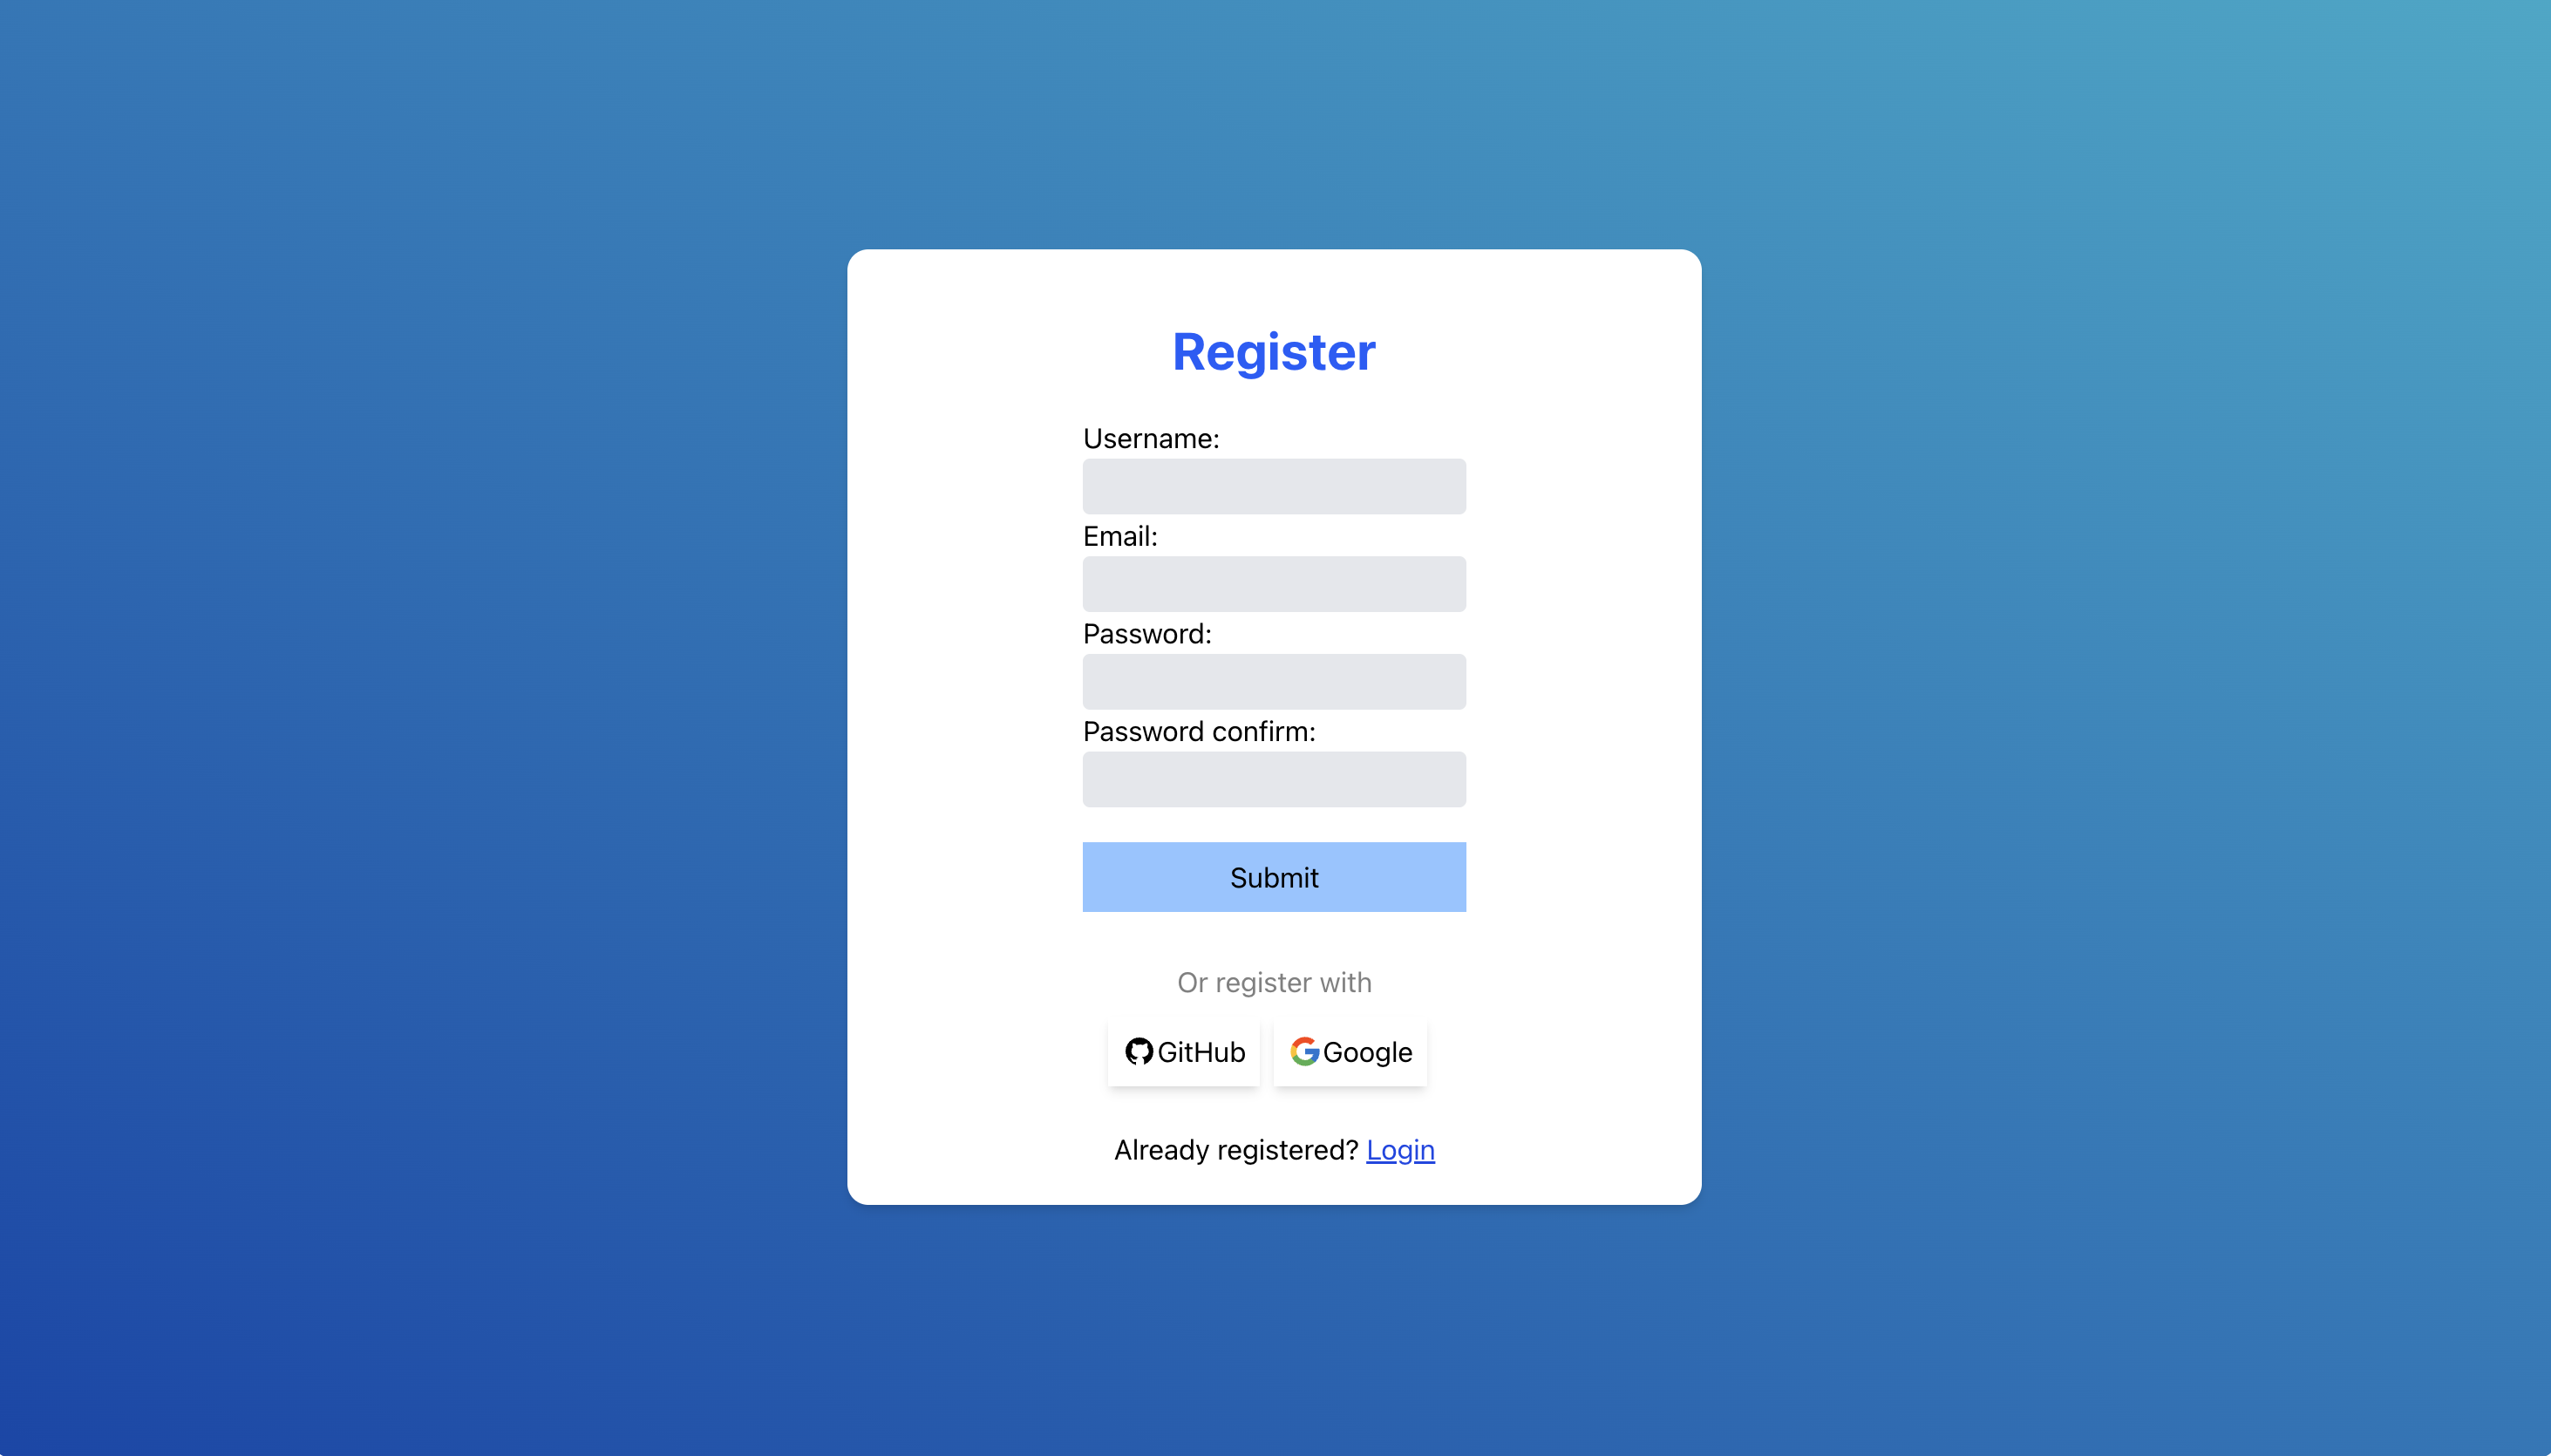 Register
Username:
Email:
Password:
Password confirm:
Submit
Or register with
GitHub Google
Already registered? Login